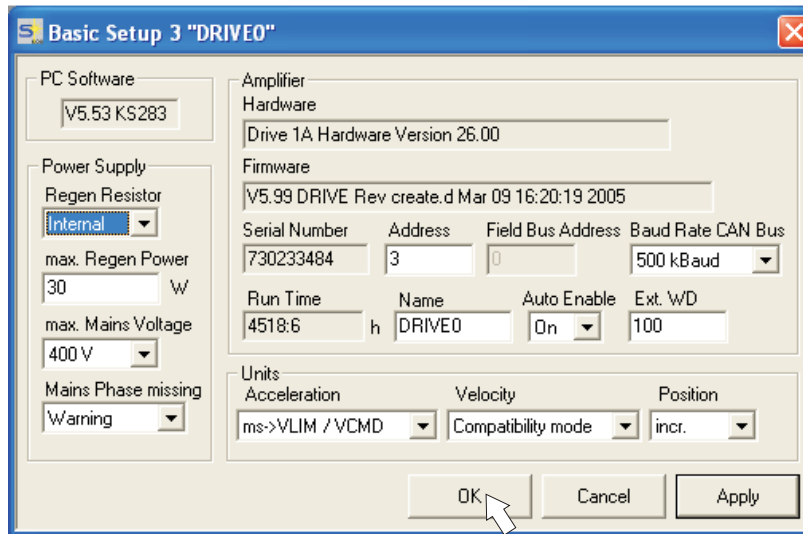 Basic Setup 3 "DRIVE0"
PC Software
V5.53 KS283
Power Supply
Regen Resistor
Internal
max. Regen Power
30 W
max. Mains Voltage
400 V
Mains Phase missing
Warning
Amplifier
Hardware
Drive 1A Hardware Version 26.00
Firmware
V5.99 DRIVE Rev create.d Mar 09 16:20:19 2005
Serial Number Address Field Bus Address Baud Rate CAN Bus
730233484 3 0 500 kBaud
Run Time Name Auto Enable Ext. WD
4518:6 h DRIVE0 On 100
Units
Acceleration Velocity Position
ms->VLIM / VCMD Compatibility mode incr.
OK Cancel Apply